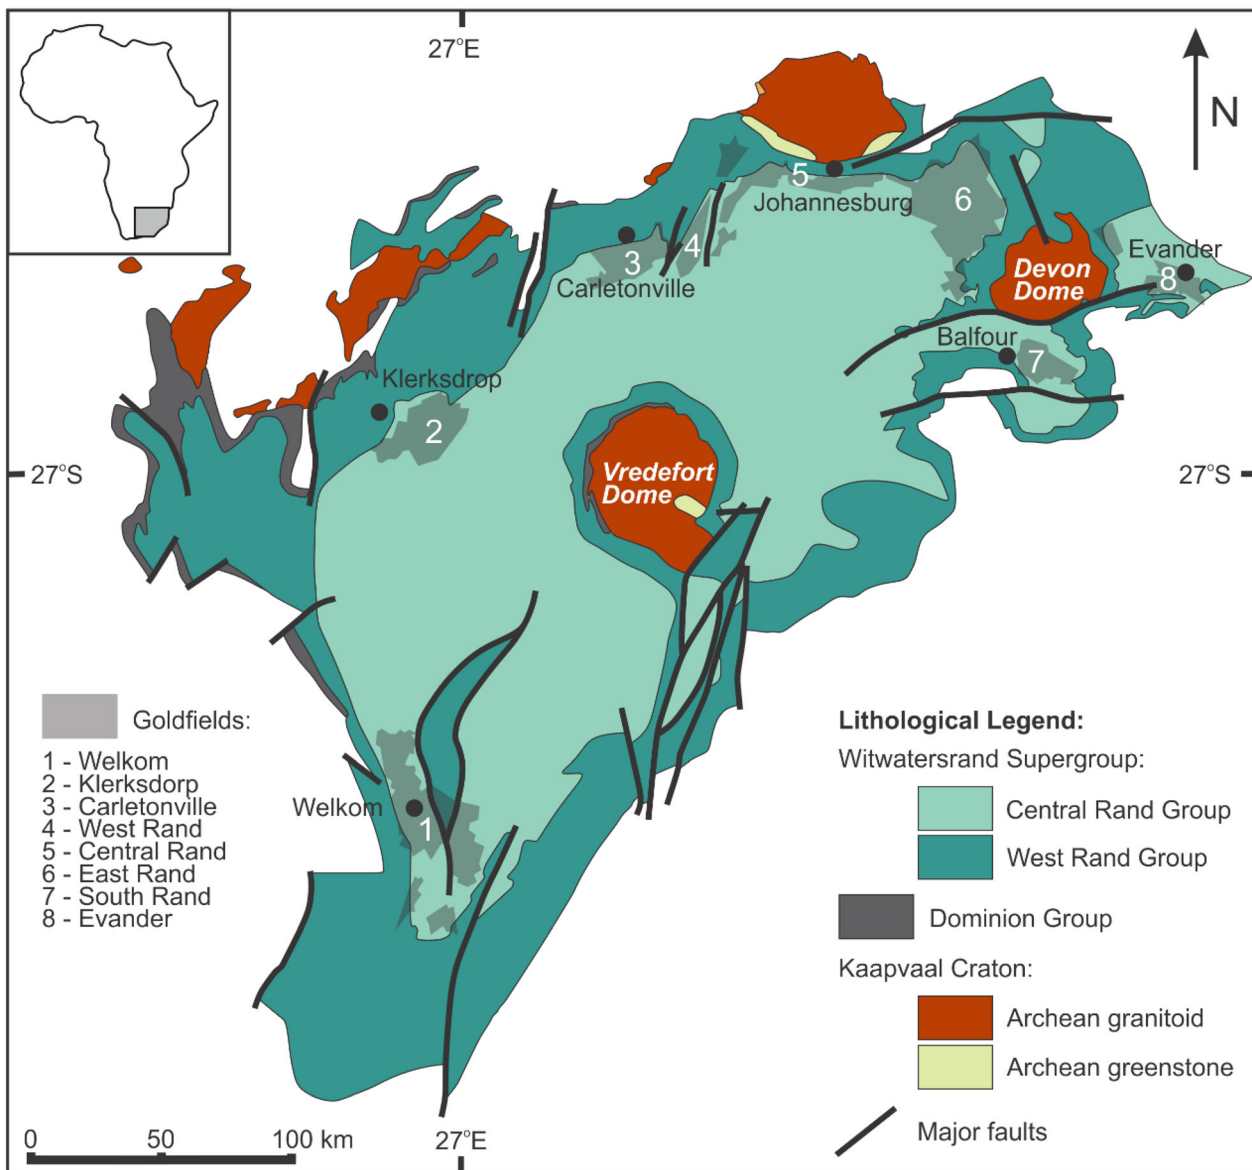 27°E
N
5
Johannesburg
6
Evander
8
4
3
Carletonville
Devon
Dome
Balfour
7
Klerksdrop
2
27°S
Vredefort
Dome
27°S
Goldfields:
1 - Welkom
2 - Klerksdorp
3 - Carletonville
4 - West Rand
5 - Central Rand
6 - East Rand
7 - South Rand
8 - Evander
Welkom
1
Lithological Legend:
Witwatersrand Supergroup:
Central Rand Group
West Rand Group
Dominion Group
Kaapvaal Craton:
Archean granitoid
Archean greenstone
Major faults
0 50 100 km
27°E